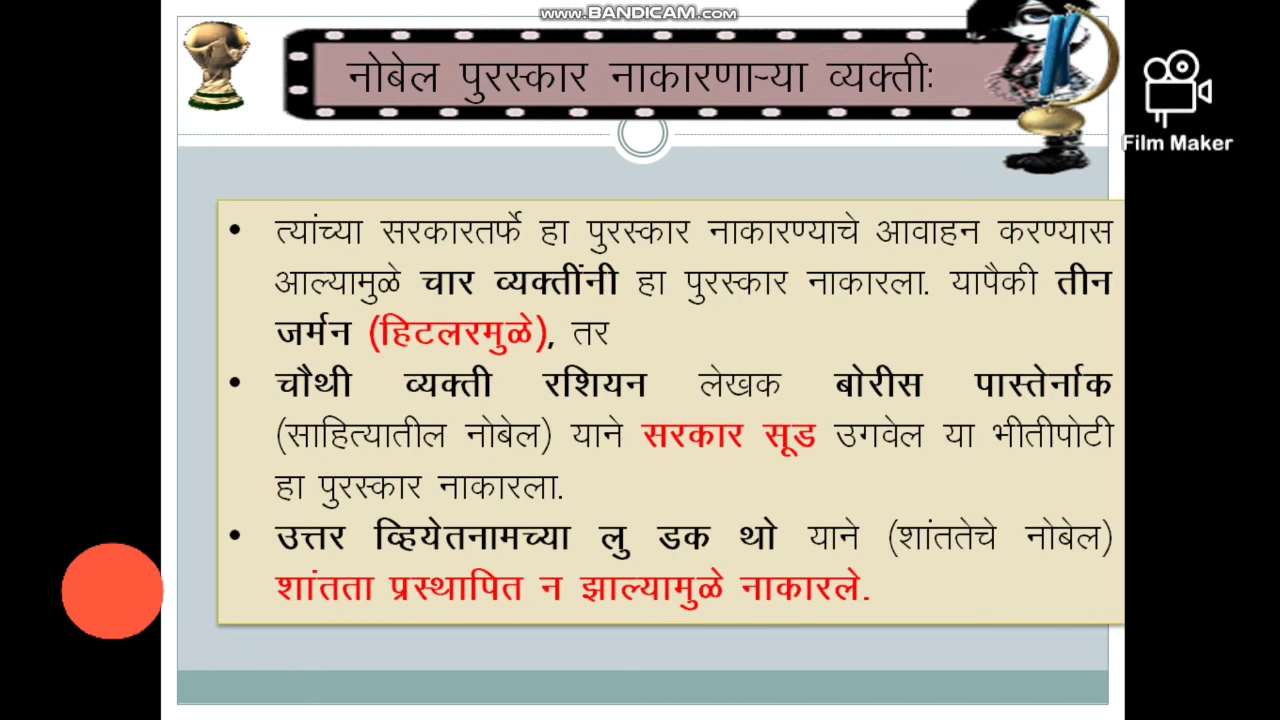 www.BANDICAM.com
नोबेल पुरस्कार नाकारणाऱ्या व्यक्तीः
Film Maker
• त्यांच्या सरकारतर्फे हा पुरस्कार नाकारण्याचे आवाहन करण्यास
आल्यामुळे चार व्यक्तींनी हा पुरस्कार नाकारला. यापैकी तीन
जर्मन (हिटलरमुळे), तर
• चौथी व्यक्ती रशियन लेखक बोरीस पास्तेर्नाक
(साहित्यातील नोबेल) याने सरकार सूड उगवेल या भीतीपोटी
हा पुरस्कार नाकारला.
• उत्तर व्हियेतनामच्या लु डक थो याने (शांततेचे नोबेल)
शांतता प्रस्थापित न झाल्यामुळे नाकारले.